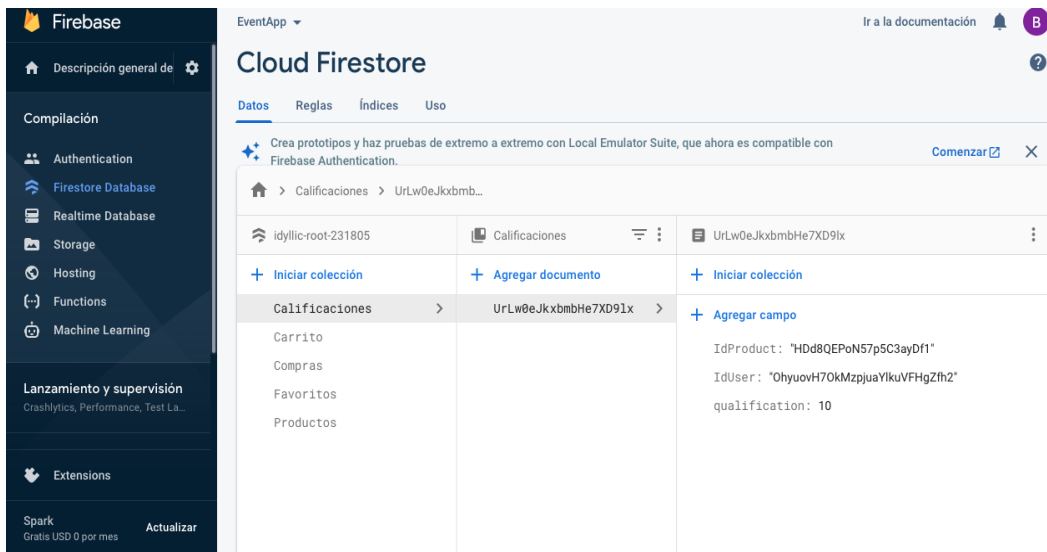 Firebase
EventApp
Ir a la documentación
B
Descripción general de
Cloud Firestore
?
Datos Reglas Índices Uso
Compilación
Authentication
Firestore Database
Realtime Database
Storage
Hosting
Functions
Machine Learning
Lanzamiento y supervisión
Crashlytics, Performance, Test La...
Extensions
Spark
Gratis USD 0 por mes
Actualizar
Crea prototipos y haz pruebas de extremo a extremo con Local Emulator Suite, que ahora es compatible con
Firebase Authentication.
Comenzar
> Calificaciones > UrLw0eJkxbmb...
idyllic-root-231805
Calificaciones
UrLw0eJkxbmbHe7XD9lx
+ Iniciar colección
+ Agregar documento
+ Iniciar colección
Calificaciones >
Carrito
Compras
Favoritos
Productos
UrLw0eJkxbmbHe7XD9lx >
+ Agregar campo
IdProduct: "HDd8QEPoN57p5C3ayDf1"
IdUser: "OhyuovH7OkMzpjuaYlkuVFHgZfh2"
qualification: 10